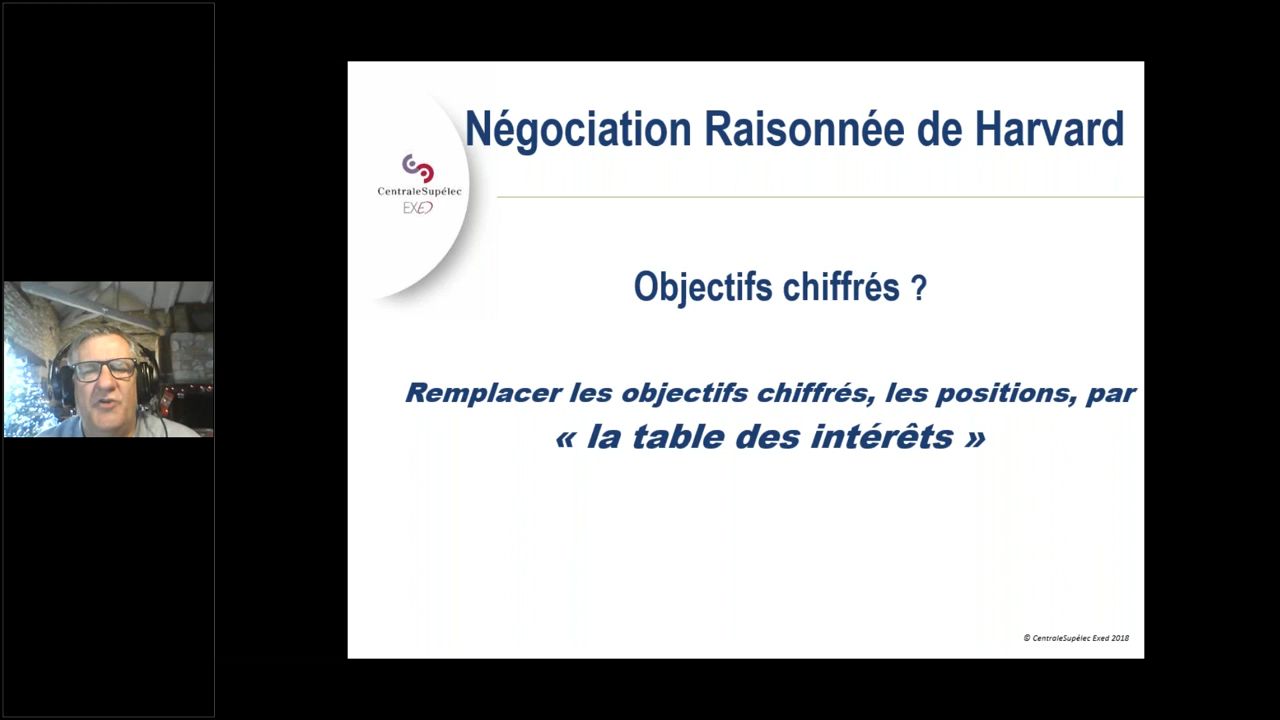 Négociation Raisonnée de Harvard
CentraleSupélec
EXED
Objectifs chiffrés ?
Remplacer les objectifs chiffrés, les positions, par
« la table des intérêts »
© CentraleSupélec Exed 2018